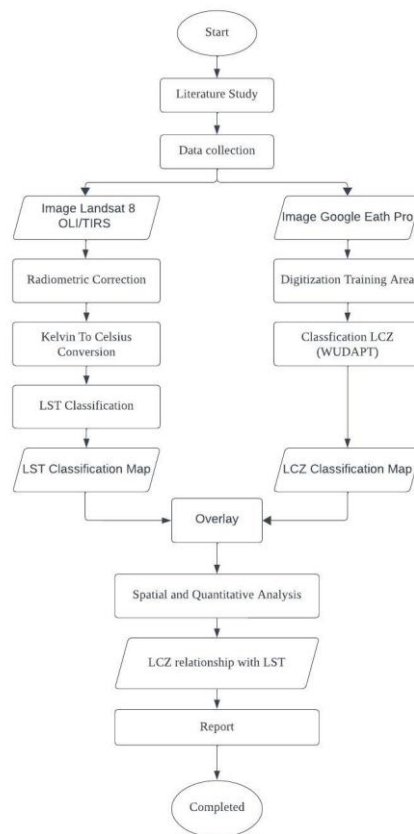 Start
Literature Study
Data collection
Image Landsat 8
OLI/TIRS
Image Google Eath Pro
Radiometric Correction
Digitization Training Area
Kelvin To Celsius
Conversion
Classfication LCZ
(WUDAPT)
LST Classification
LST Classification Map
LCZ Classification Map
Overlay
Spatial and Quantitative Analysis
LCZ relationship with LST
Report
Completed